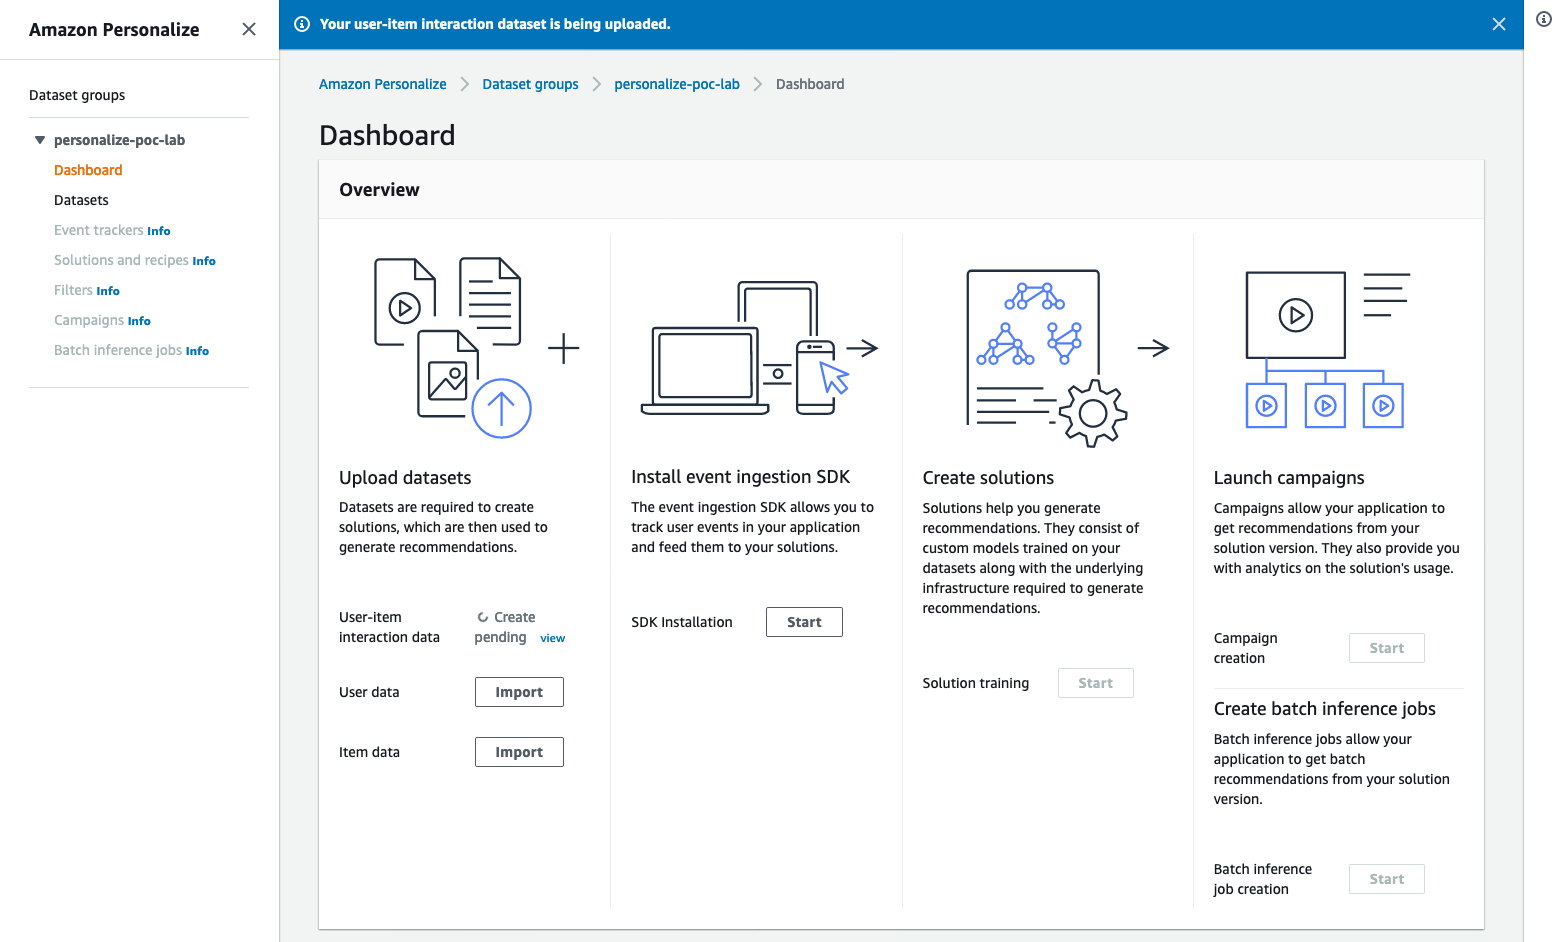 Amazon Personalize
Dataset groups
personalize-poc-lab
Dashboard
Datasets
Event trackers Info
Solutions and recipes Info
Filters Info
Campaigns Info
Batch inference jobs Info
Your user-item interaction dataset is being uploaded.
Amazon Personalize
Dataset groups
personalize-poc-lab
Dashboard
Dashboard
Overview
Upload datasets
Datasets are required to create
solutions, which are then used to
generate recommendations.
User-item
interaction data
Create
pending view
User data
Import
Item data
Import
Install event ingestion SDK
The event ingestion SDK allows you to
track user events in your application
and feed them to your solutions.
SDK Installation
Start
Create solutions
Solutions help you generate
recommendations. They consist of
custom models trained on your
datasets along with the underlying
infrastructure required to generate
recommendations.
Solution training
Start
Launch campaigns
Campaigns allow your application to
get recommendations from your
solution version. They also provide you
with analytics on the solution's usage.
Campaign
creation
Start
Create batch inference jobs
Batch inference jobs allow your
application to get batch
recommendations from your solution
version.
Batch inference
job creation
Start